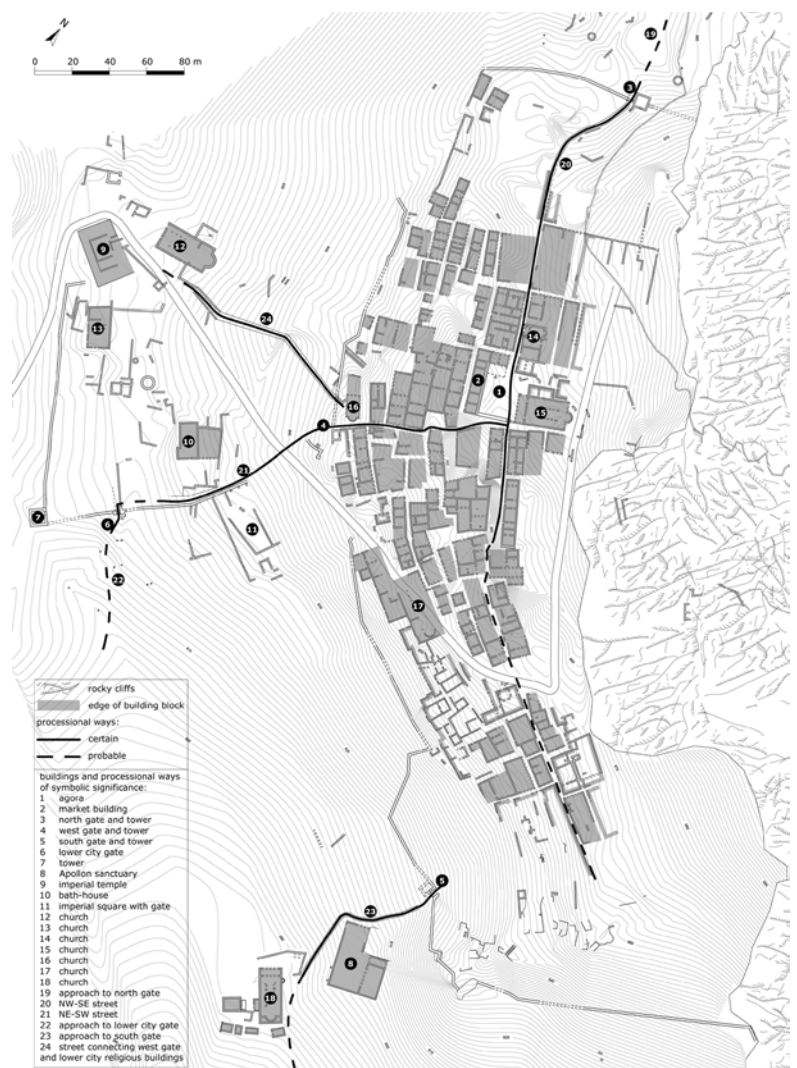 N
0 20 40 60 80 m
19
3
20
12
9
24
13
14
2
1
16
15
4
10
21
7
6
11
22
17
5
23
8
18
rocky cliffs
edge of building block
processional ways:
certain
probable
buildings and processional ways
of symbolic significance:
1 agora
2 market building
3 north gate and tower
4 west gate and tower
5 south gate and tower
6 lower city gate
7 tower
8 Apollon sanctuary
9 imperial temple
10 bath-house
11 imperial square with gate
12 church
13 church
14 church
15 church
16 church
17 church
18 church
19 approach to north gate
20 NW-SE street
21 NE-SW street
22 approach to lower city gate
23 approach to south gate
24 street connecting west gate
and lower city religious buildings